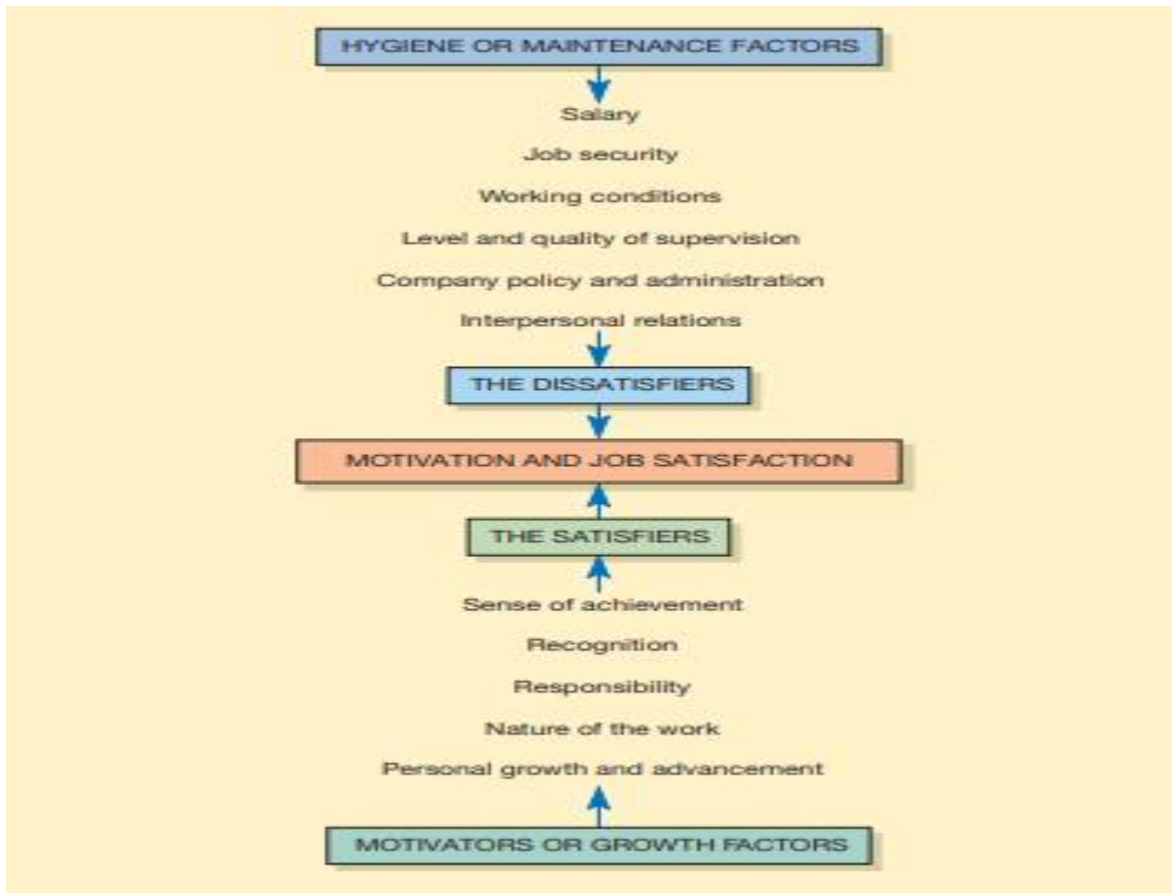 HYGIENE OR MAINTENANCE FACTORS
Salary
Job security
Working conditions
Level and quality of supervision
Company policy and administration
Interpersonal relations
THE DISSATISFIERS
MOTIVATION AND JOB SATISFACTION
THE SATISFIERS
Sense of achievement
Recognition
Responsibility
Nature of the work
Personal growth and advancement
MOTIVATORS OR GROWTH FACTORS